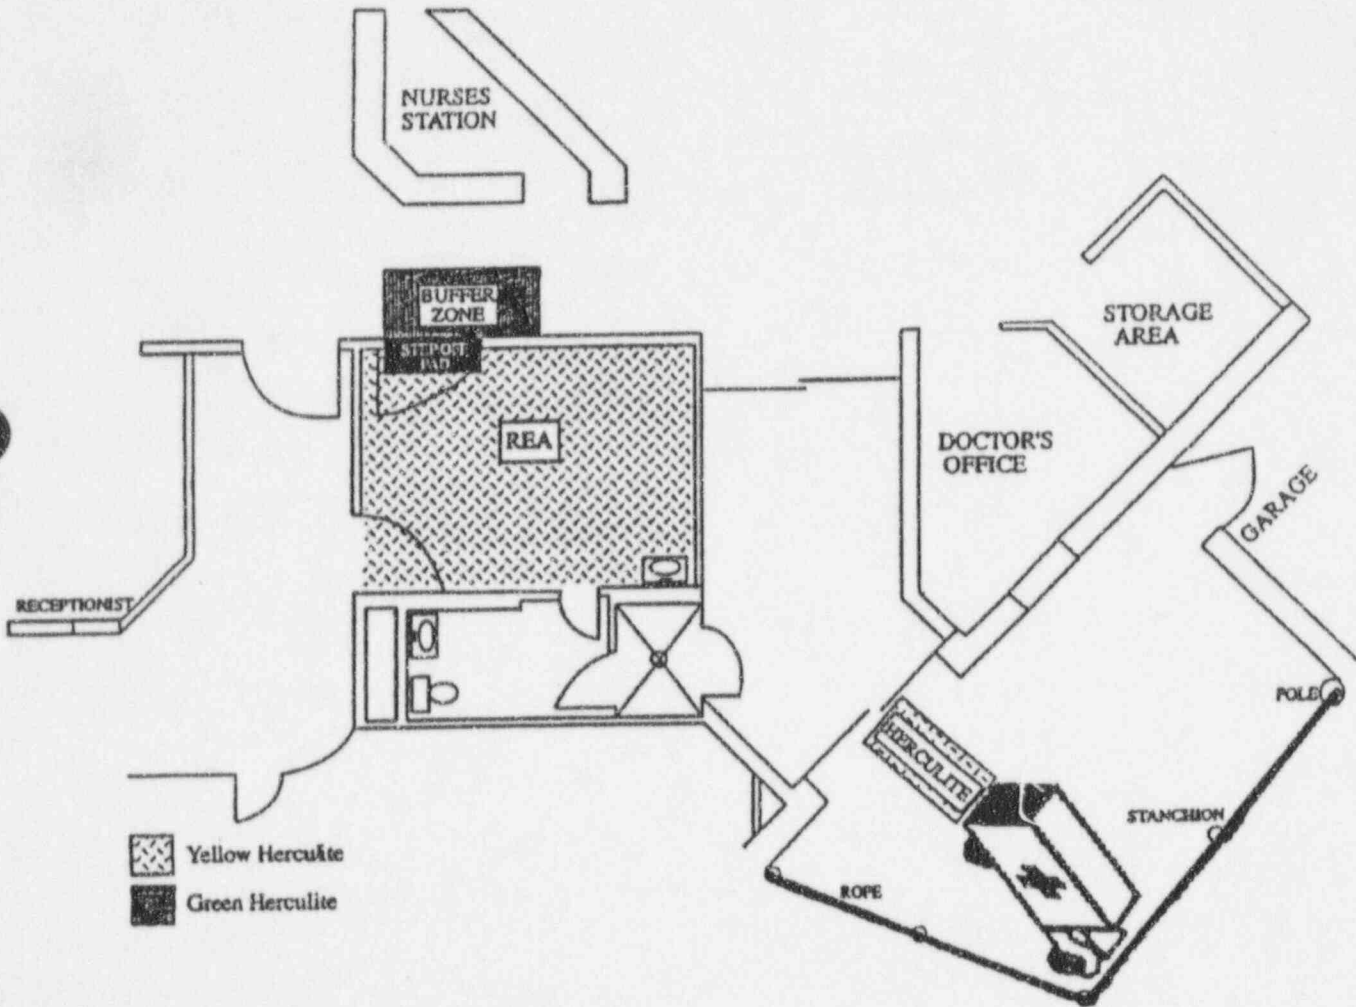 NURSES
STATION
BUFFER
ZONE
STEPOFF
PAD
REA
STORAGE
AREA
DOCTOR'S
OFFICE
GARAGE
RECEPTIONIST
POLE
HERCULITE
STANCHION
ROPE
Yellow Herculite
Green Herculite